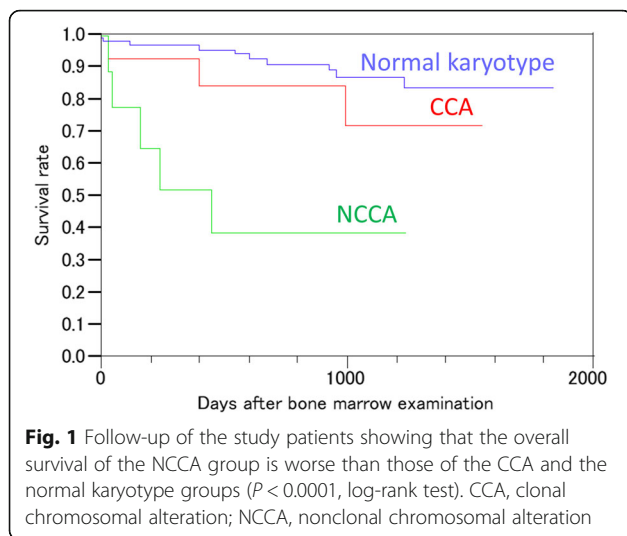 1.0
0.9
0.8
0.7
0.6
0.5
0.4
0.3
0.2
0.1
0.0
Survival rate
Normal karyotype
CCA
NCCA
0
1000
2000
Days after bone marrow examination
Fig. 1 Follow-up of the study patients showing that the overall
survival of the NCCA group is worse than those of the CCA and the
normal karyotype groups (P < 0.0001, log-rank test). CCA, clonal
chromosomal alteration; NCCA, nonclonal chromosomal alteration